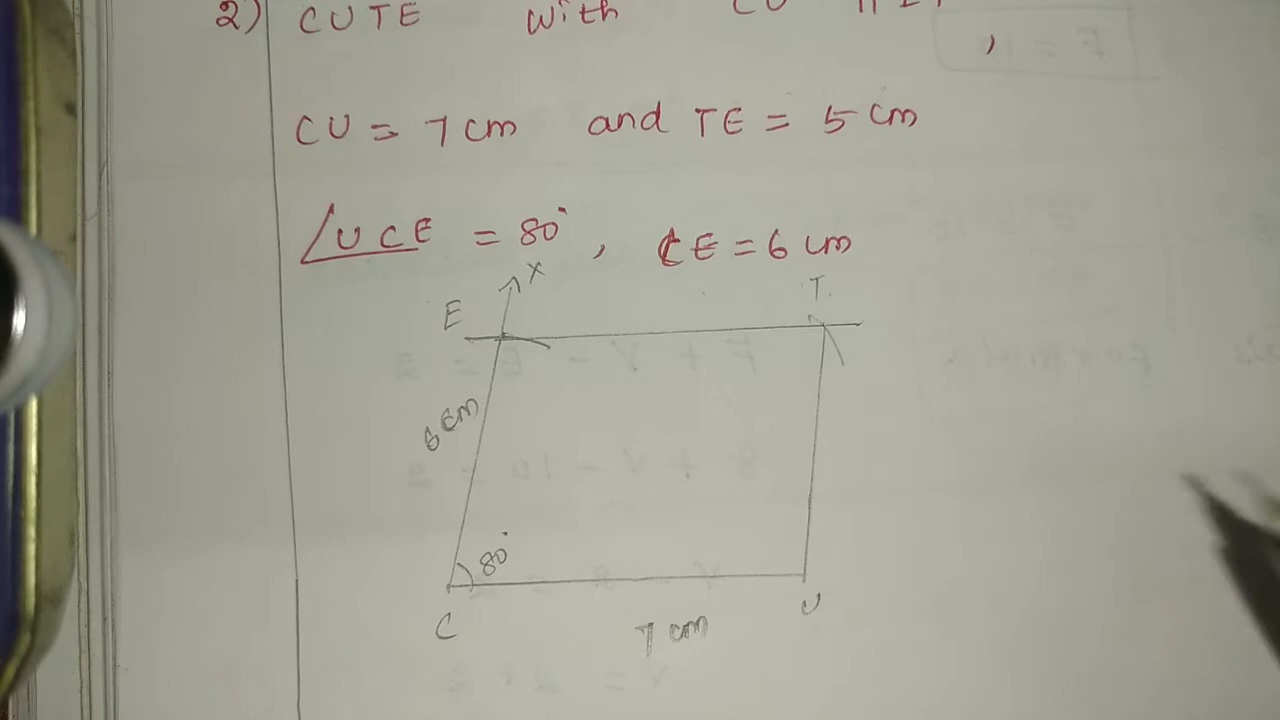 2) CUTE with CU ,
CU = 7 cm and TE = 5 cm
∠UCE = 80°, CE = 6 cm
X
E T
6 cm
80°
C U
7 cm